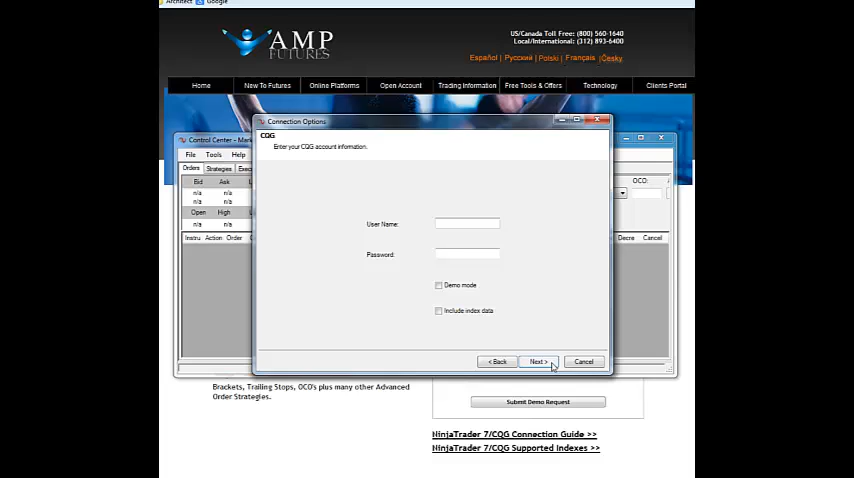 Architect Google
AMP
FUTURES
US/Canada Toll Free: (800) 560-1640
Local/International: (312) 893-6400
Español | Русский | Polski | Français | Česky
Home New To Futures Online Platforms Open Account Trading Information Free Tools & Offers Technology Clients Portal
Connection Options
CQG
Enter your CQG account information.
Control Center - Mark
File Tools Help
Orders Strategies Exec
Bid Ask L
OCO:
n/a n/a
n/a n/a
Open High L
n/a n/a
Instru Action Order Decre Cancel
User Name:
Password:
Demo mode
Include index data
< Back Next > Cancel
Brackets, Trailing Stops, OCO's plus many other Advanced
Order Strategies.
Submit Demo Request
NinjaTrader 7/CQG Connection Guide >>
NinjaTrader 7/CQG Supported Indexes >>